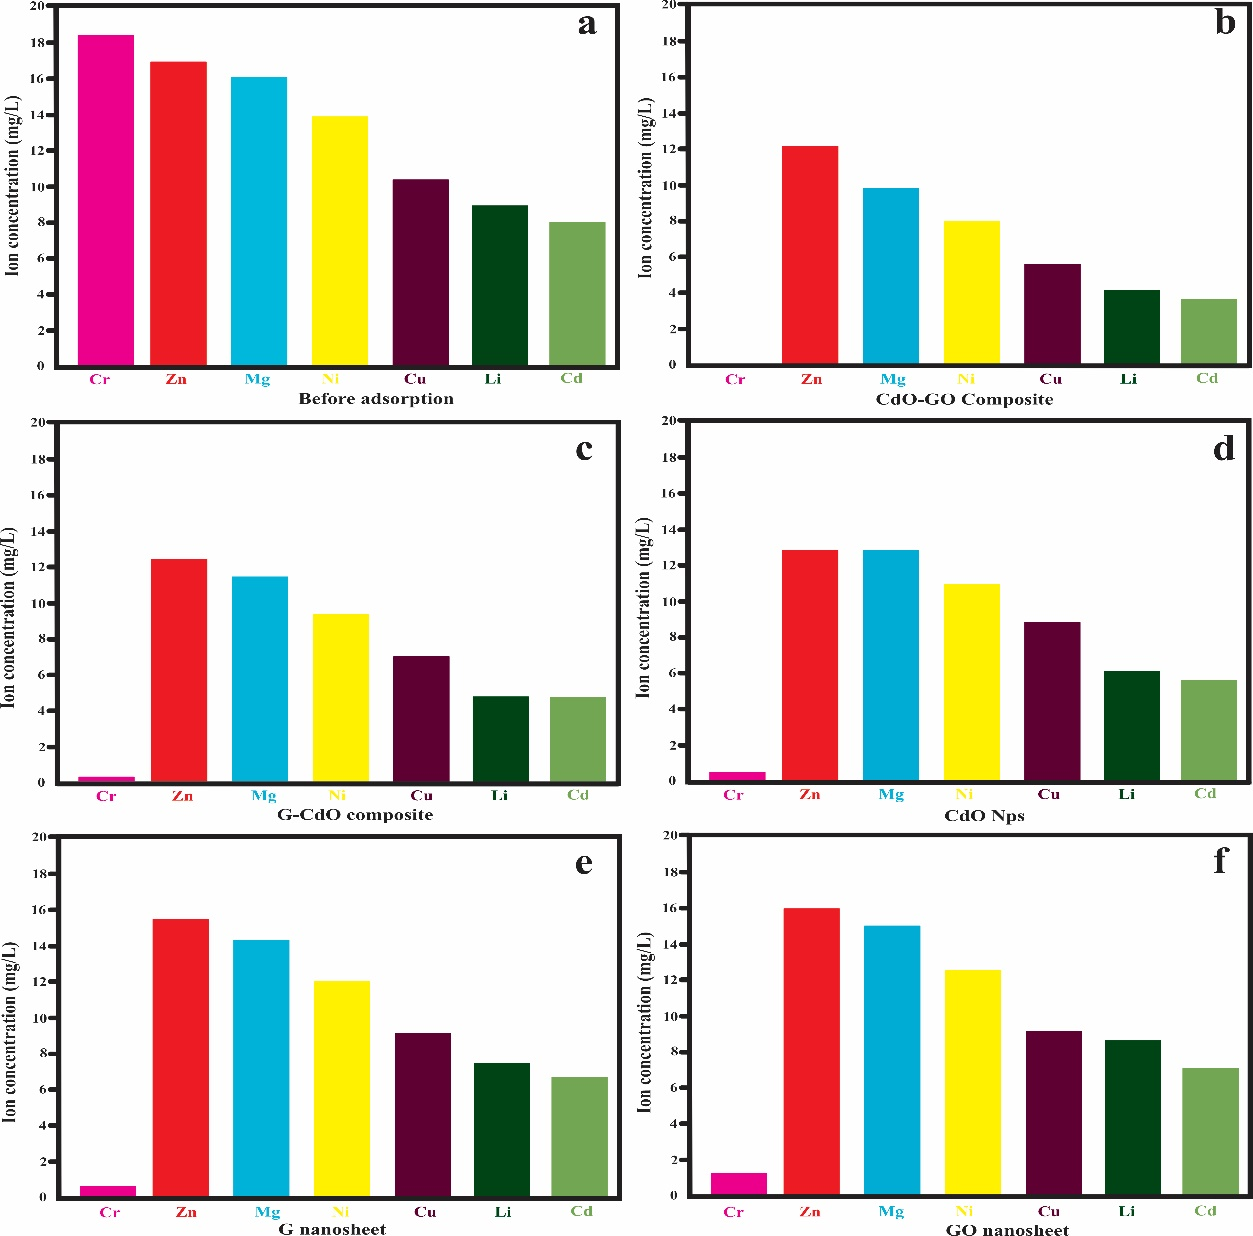 a
Ion concentration (mg/L)
20
18
16
14
12
10
8
6
4
2
0
Cr Zn Mg Ni Cu Li Cd
Before adsorption
b
Ion concentration (mg/L)
20
18
16
14
12
10
8
6
4
2
0
Cr Zn Mg Ni Cu Li Cd
CdO-GO Composite
c
Ion concentration (mg/L)
20
18
16
14
12
10
8
6
4
2
0
Cr Zn Mg Ni Cu Li Cd
G-CdO composite
d
Ion concentration (mg/L)
20
18
16
14
12
10
8
6
4
2
0
Cr Zn Mg Ni Cu Li Cd
CdO Nps
e
Ion concentration (mg/L)
20
18
16
14
12
10
8
6
4
2
0
Cr Zn Mg Ni Cu Li Cd
G nanosheet
f
Ion concentration (mg/L)
20
18
16
14
12
10
8
6
4
2
0
Cr Zn Mg Ni Cu Li Cd
GO nanosheet